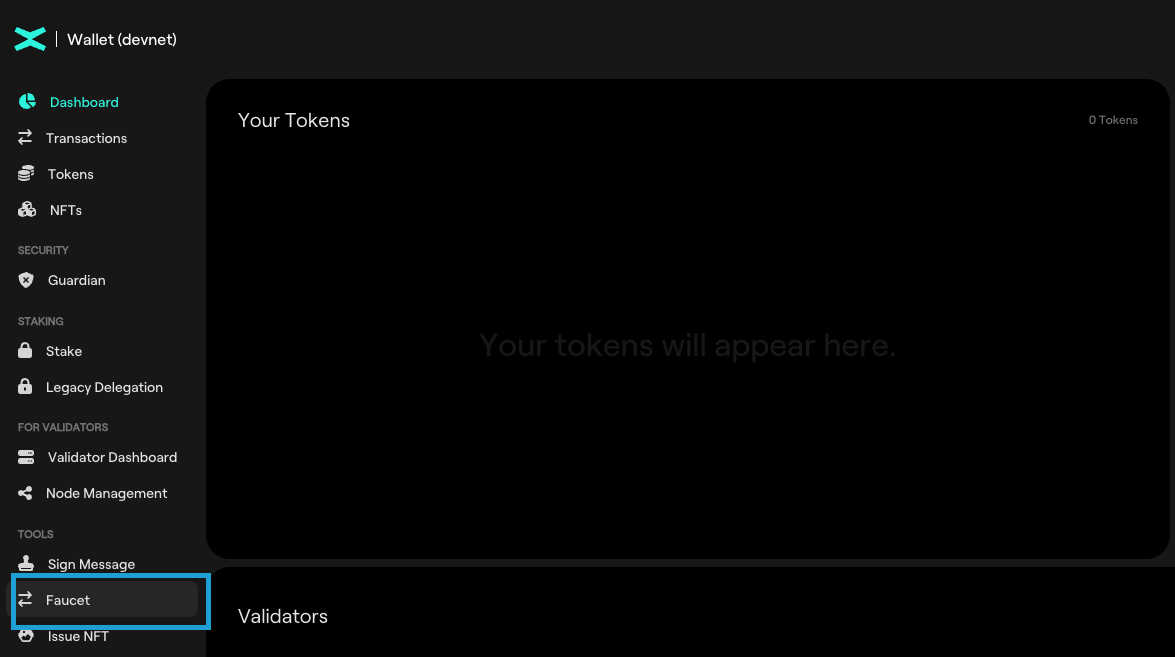 Wallet (devnet)
Dashboard
Transactions
Tokens
NFTs
SECURITY
Guardian
STAKING
Stake
Legacy Delegation
FOR VALIDATORS
Validator Dashboard
Node Management
TOOLS
Sign Message
Faucet
Issue NFT
Your Tokens
0 Tokens
Your tokens will appear here.
Validators